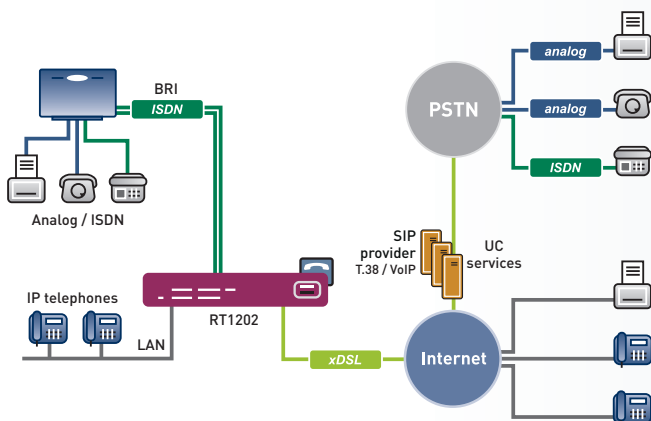 BRI
ISDN
Analog / ISDN
IP telephones
LAN
RT1202
xDSL
Internet
SIP
provider
T.38 / VoIP
UC
services
PSTN
analog
analog
ISDN